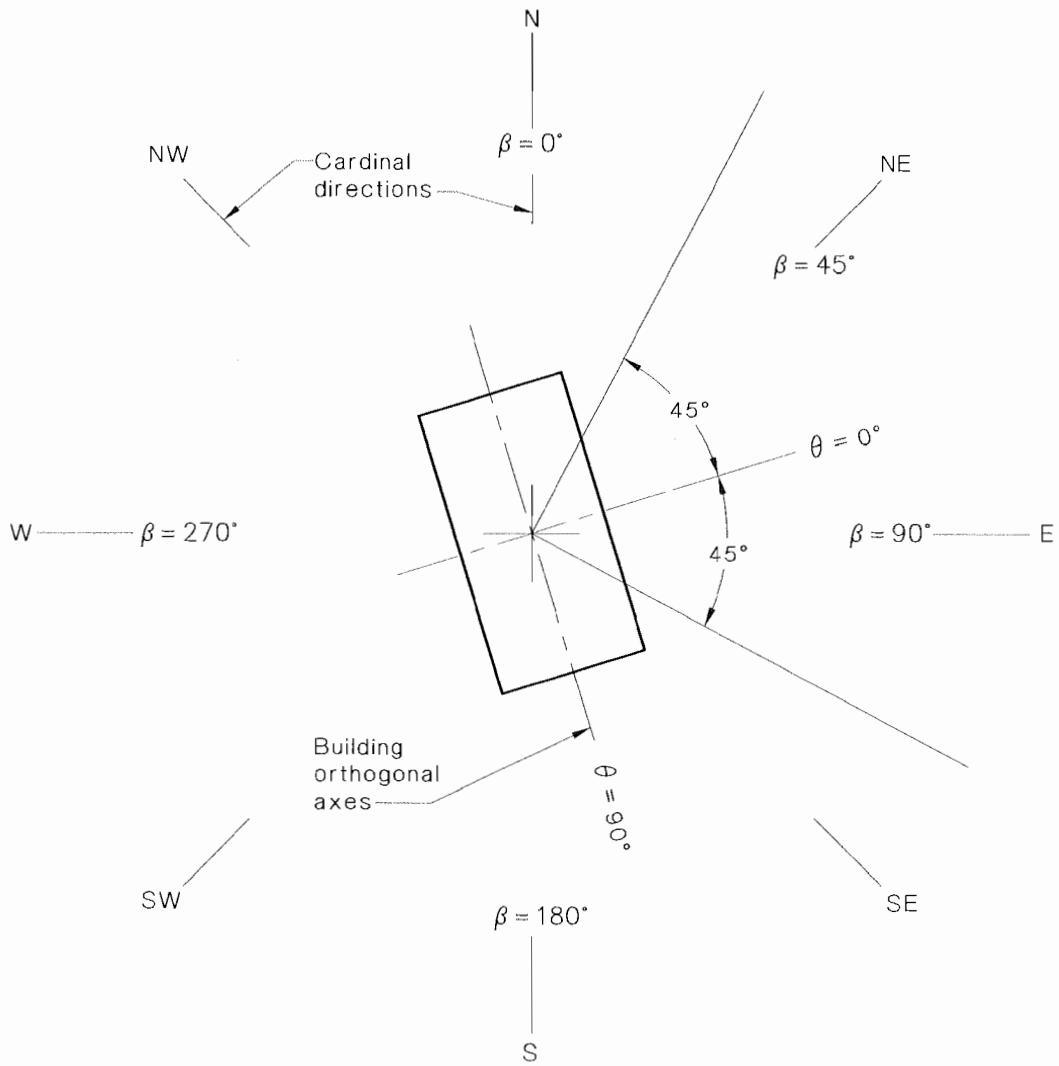 N
β = 0°
NW
Cardinal
directions
NE
β = 45°
45°
θ = 0°
W
β = 270°
45°
β = 90°
E
Building
orthogonal
axes
θ = 90°
SW
β = 180°
SE
S